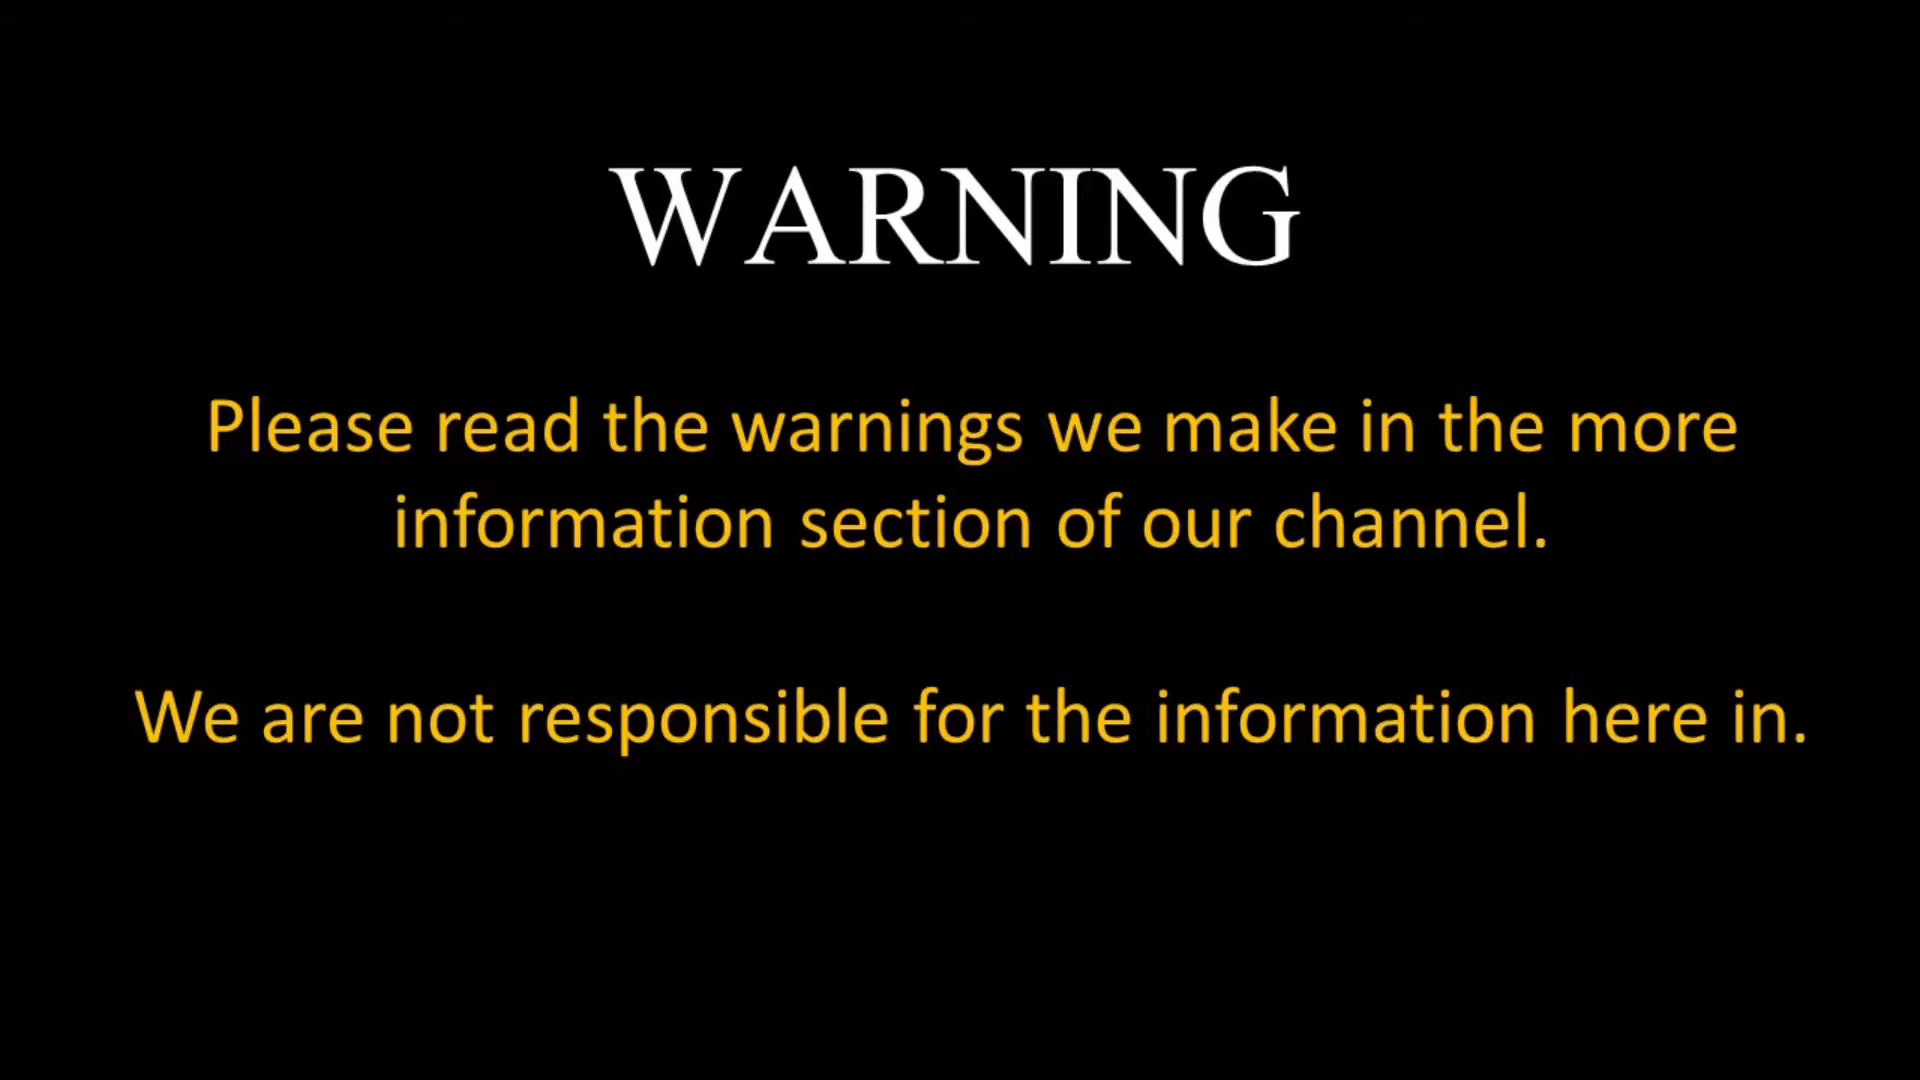 WARNING
Please read the warnings we make in the more
information section of our channel.
We are not responsible for the information here in.